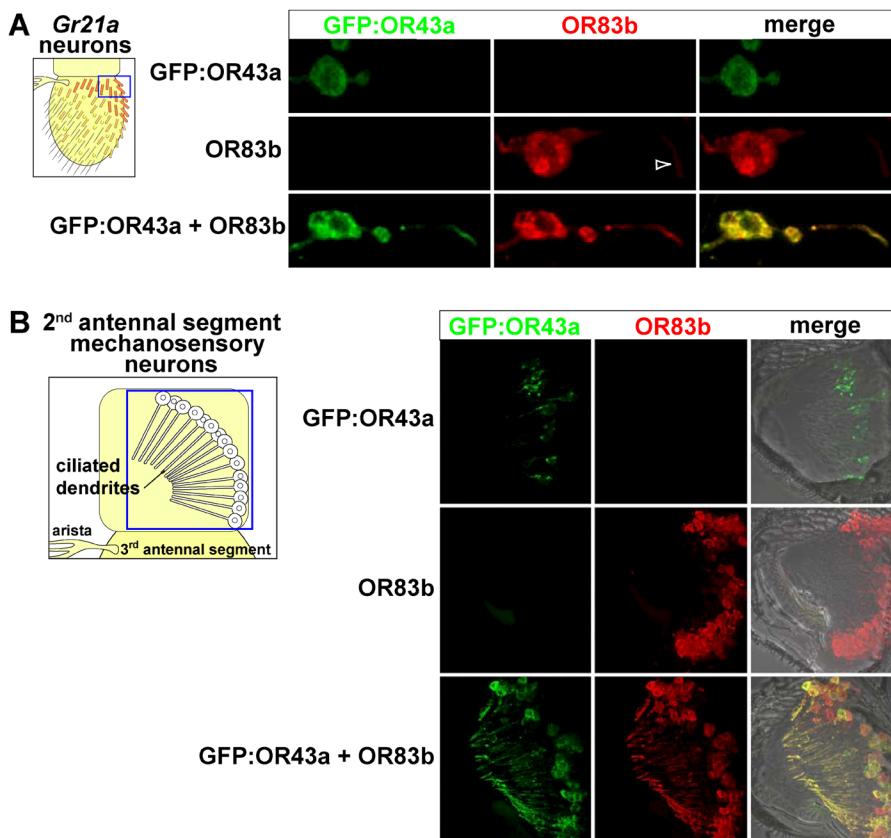 A
Gr21a
neurons
GFP:OR43a OR83b merge
GFP:OR43a
OR83b
GFP:OR43a + OR83b
B
2nd antennal segment
mechanosensory
neurons
ciliated
dendrites
arista
3rd antennal segment
GFP:OR43a OR83b merge
GFP:OR43a
OR83b
GFP:OR43a + OR83b